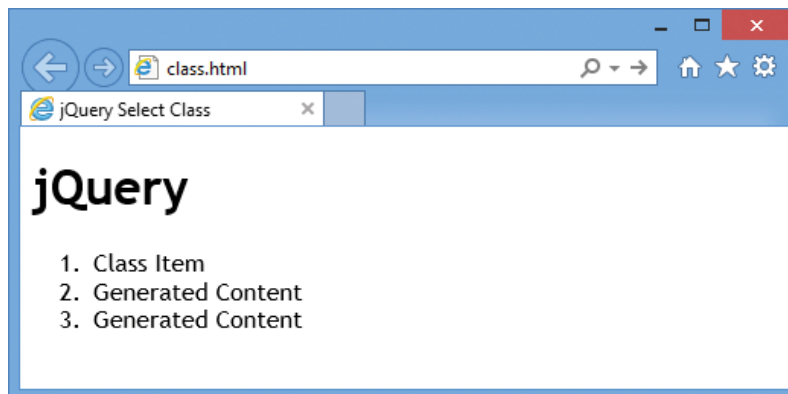 class.html
jQuery Select Class
jQuery
1. Class Item
2. Generated Content
3. Generated Content